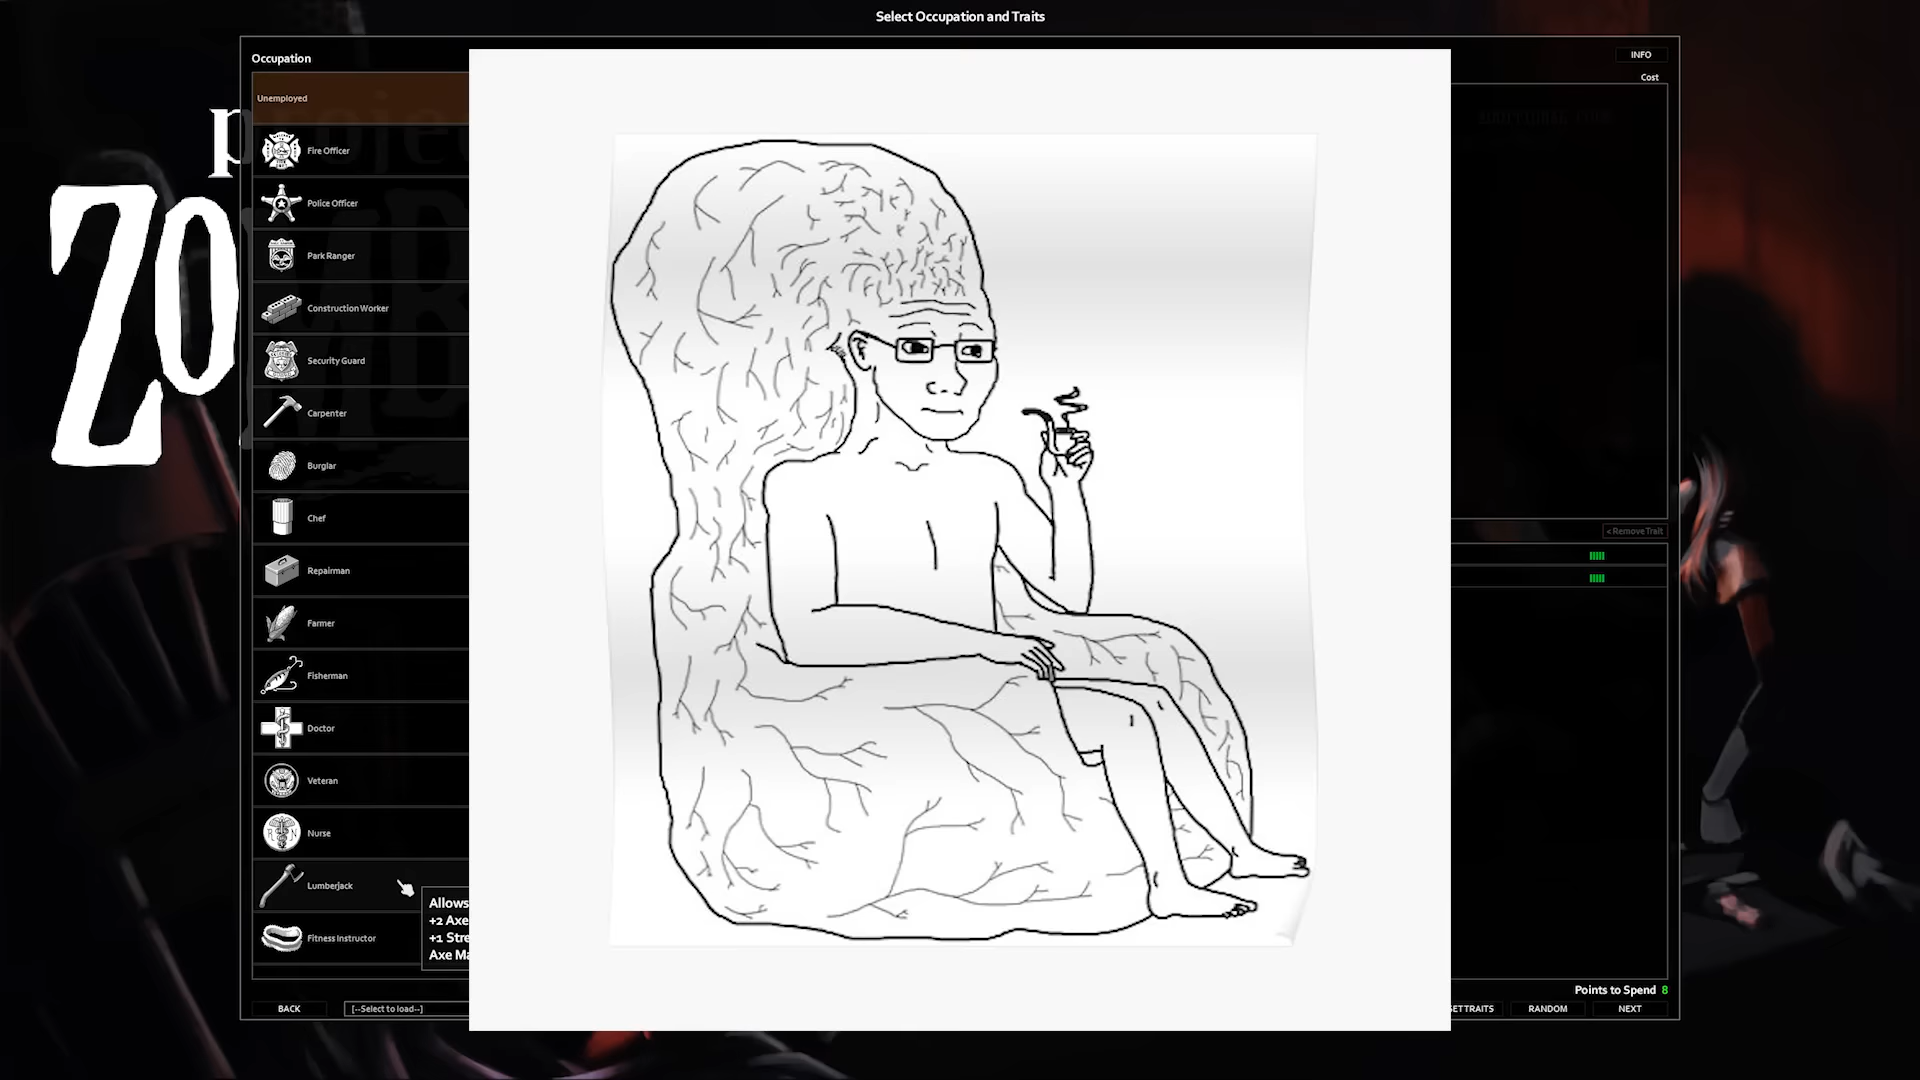 Select Occupation and Traits
Occupation
INFO
Cost
Unemployed
project
ZOMB
Fire Officer
Police Officer
Park Ranger
Construction Worker
Security Guard
< Remove Trait
Carpenter
Burglar
Chef
Repairman
Farmer
Fisherman
Doctor
Veteran
Nurse
Lumberjack
Allows
+2 Axe
+1 Stre
Axe Ma
Fitness Instructor
Points to Spend 8
BACK
[--Select to load--]
SET TRAITS
RANDOM
NEXT